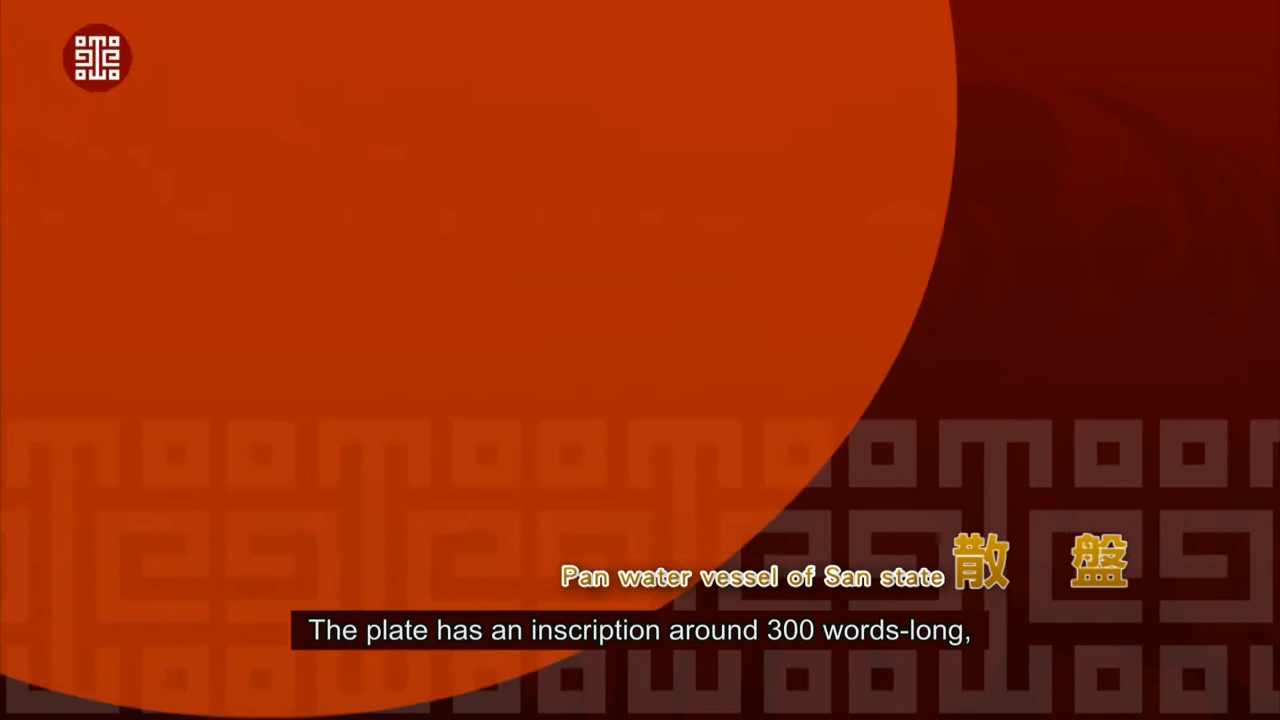 Pan water vessel of San state 散 盤
The plate has an inscription around 300 words-long,